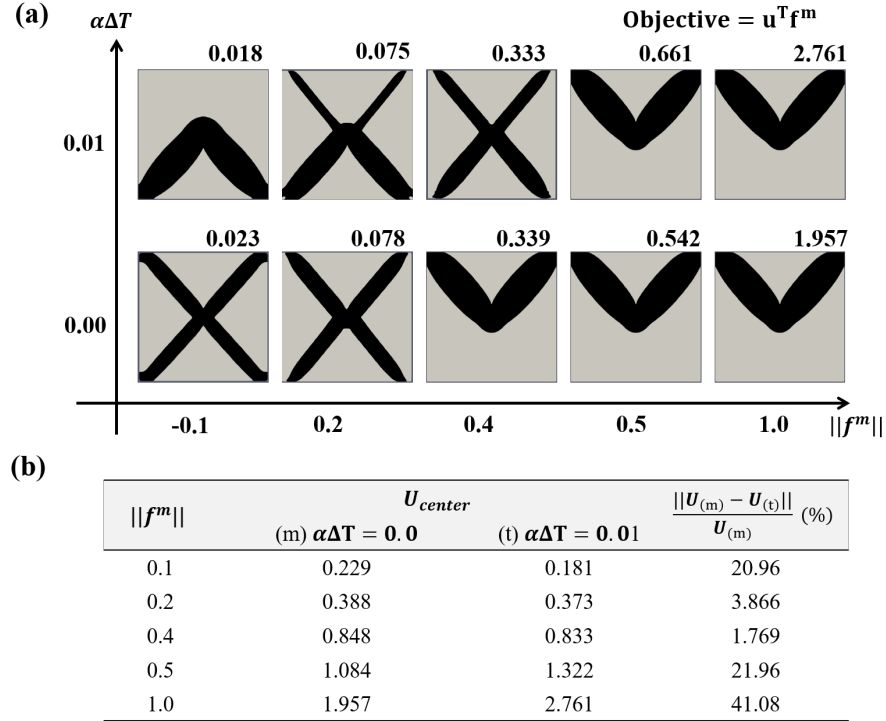 (a)
αΔT
Objective = uᵀfᵐ
0.018 0.075 0.333 0.661 2.761
0.01
0.023 0.078 0.339 0.542 1.957
0.00
-0.1 0.2 0.4 0.5 1.0 ||fᵐ||
(b)
||fᵐ|| U_center ||U₍ₘ₎ − U₍ₜ₎|| / U₍ₘ₎ (%)
(m) αΔT = 0.0 (t) αΔT = 0.01
0.1 0.229 0.181 20.96
0.2 0.388 0.373 3.866
0.4 0.848 0.833 1.769
0.5 1.084 1.322 21.96
1.0 1.957 2.761 41.08